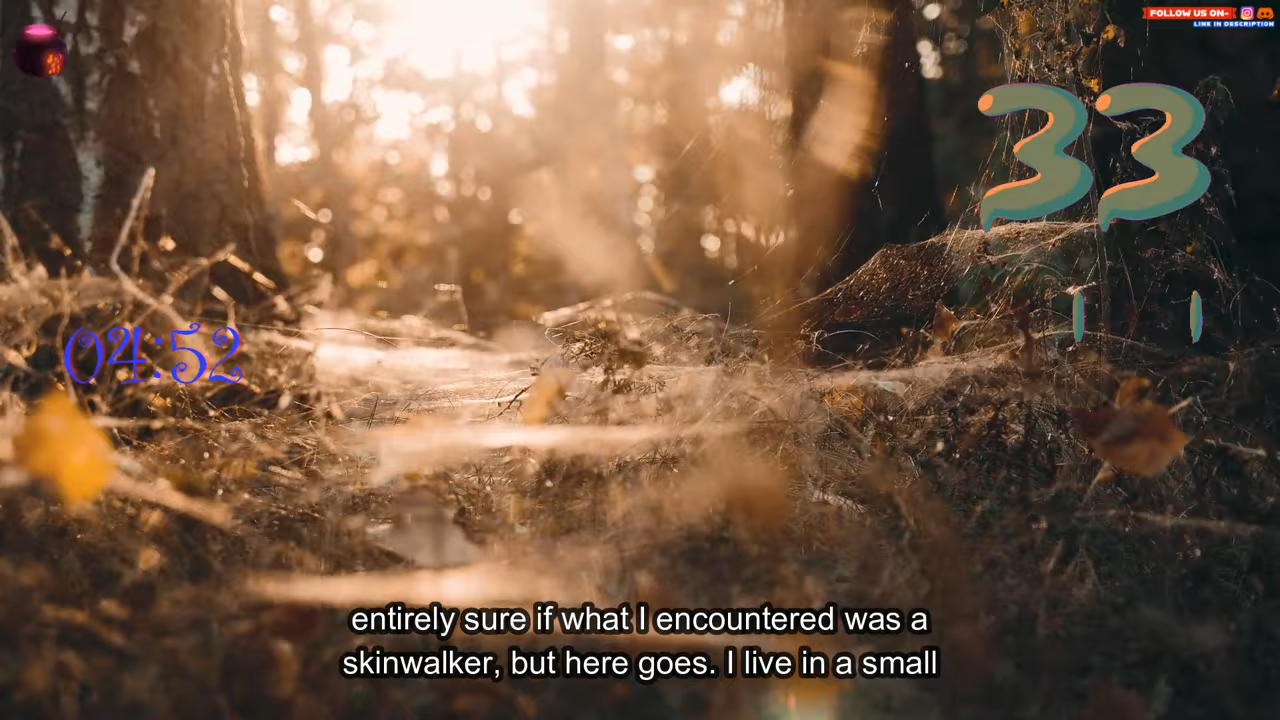 FOLLOW US ON-
LINK IN DESCRIPTION
33
04:52
entirely sure if what I encountered was a
skinwalker, but here goes. I live in a small